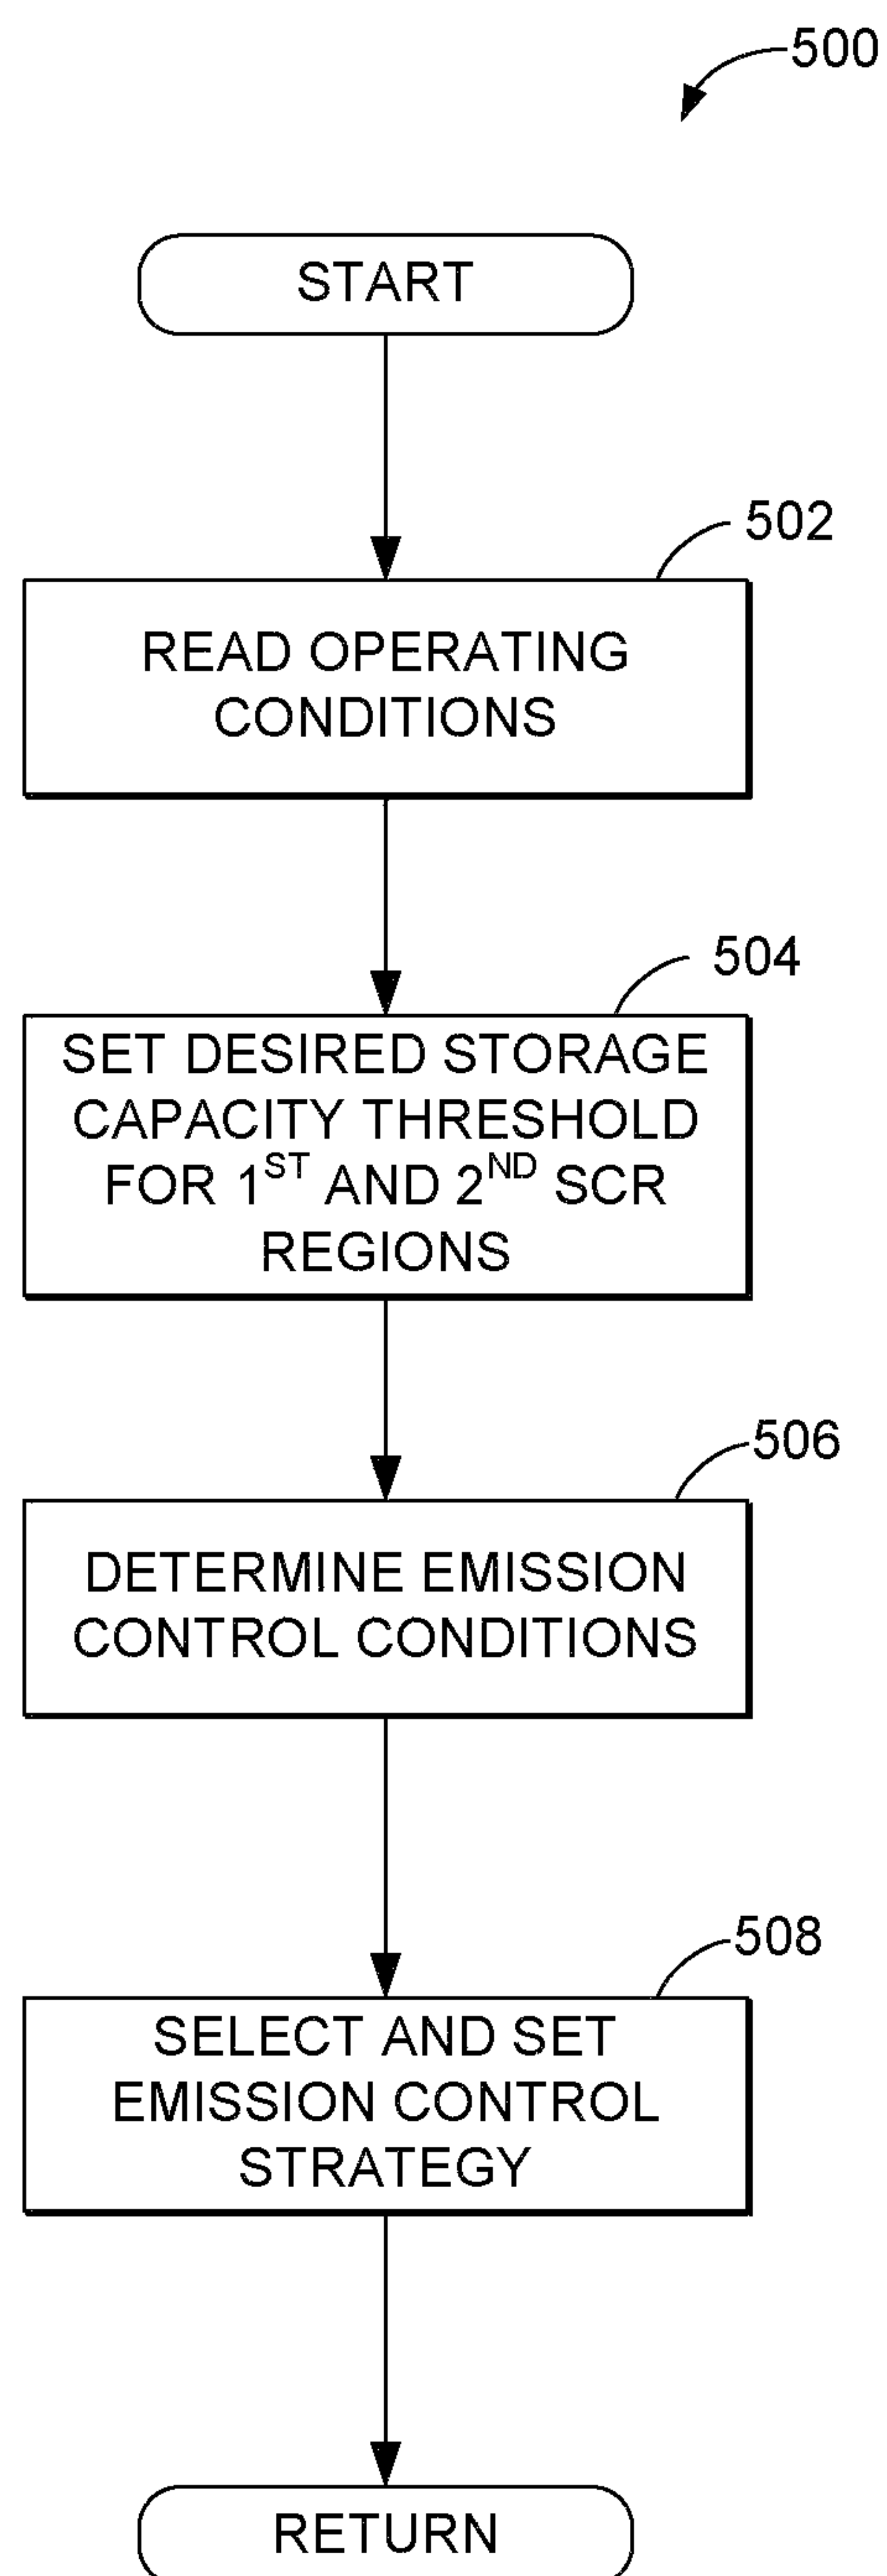 500
START
502
READ OPERATING
CONDITIONS
504
SET DESIRED STORAGE
CAPACITY THRESHOLD
FOR 1ST AND 2ND SCR
REGIONS
506
DETERMINE EMISSION
CONTROL CONDITIONS
508
SELECT AND SET
EMISSION CONTROL
STRATEGY
RETURN